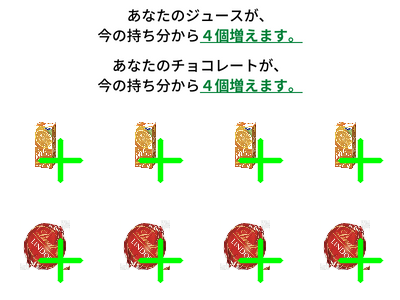 あなたのジュースが、
今の持ち分から４個増えます。
あなたのチョコレートが、
今の持ち分から４個増えます。